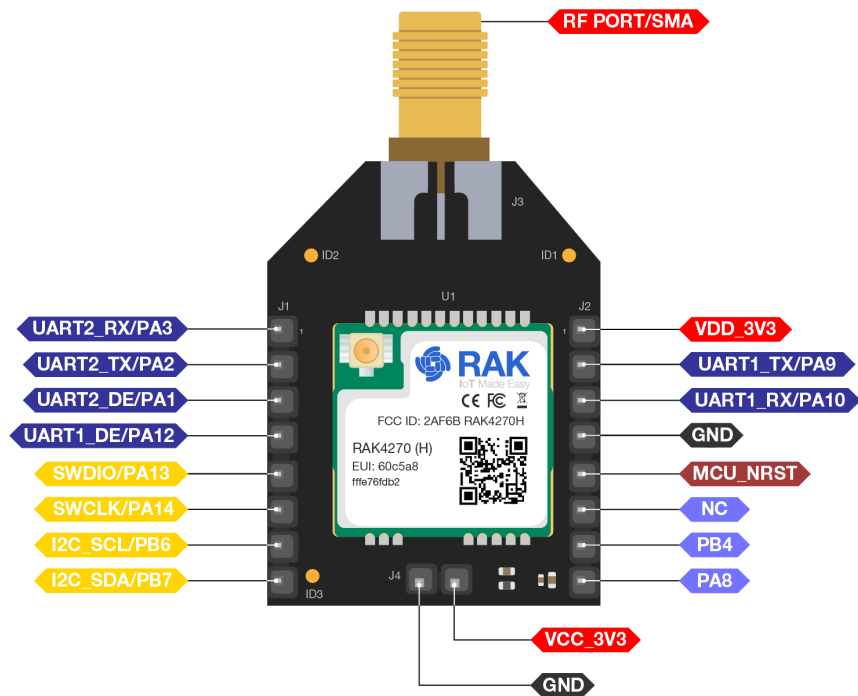 RF PORT/SMA
J3
ID2
ID1
J1
U1
J2
UART2_RX/PA3
1
1
VDD_3V3
UART2_TX/PA2
UART1_TX/PA9
UART2_DE/PA1
UART1_RX/PA10
UART1_DE/PA12
GND
SWDIO/PA13
MCU_NRST
SWCLK/PA14
NC
I2C_SCL/PB6
PB4
I2C_SDA/PB7
PA8
RAK
IoT Made Easy
CE FC
FCC ID: 2AF6B RAK4270H
RAK4270 (H)
EUI: 60c5a8
fffe76fdb2
J4
ID3
VCC_3V3
GND